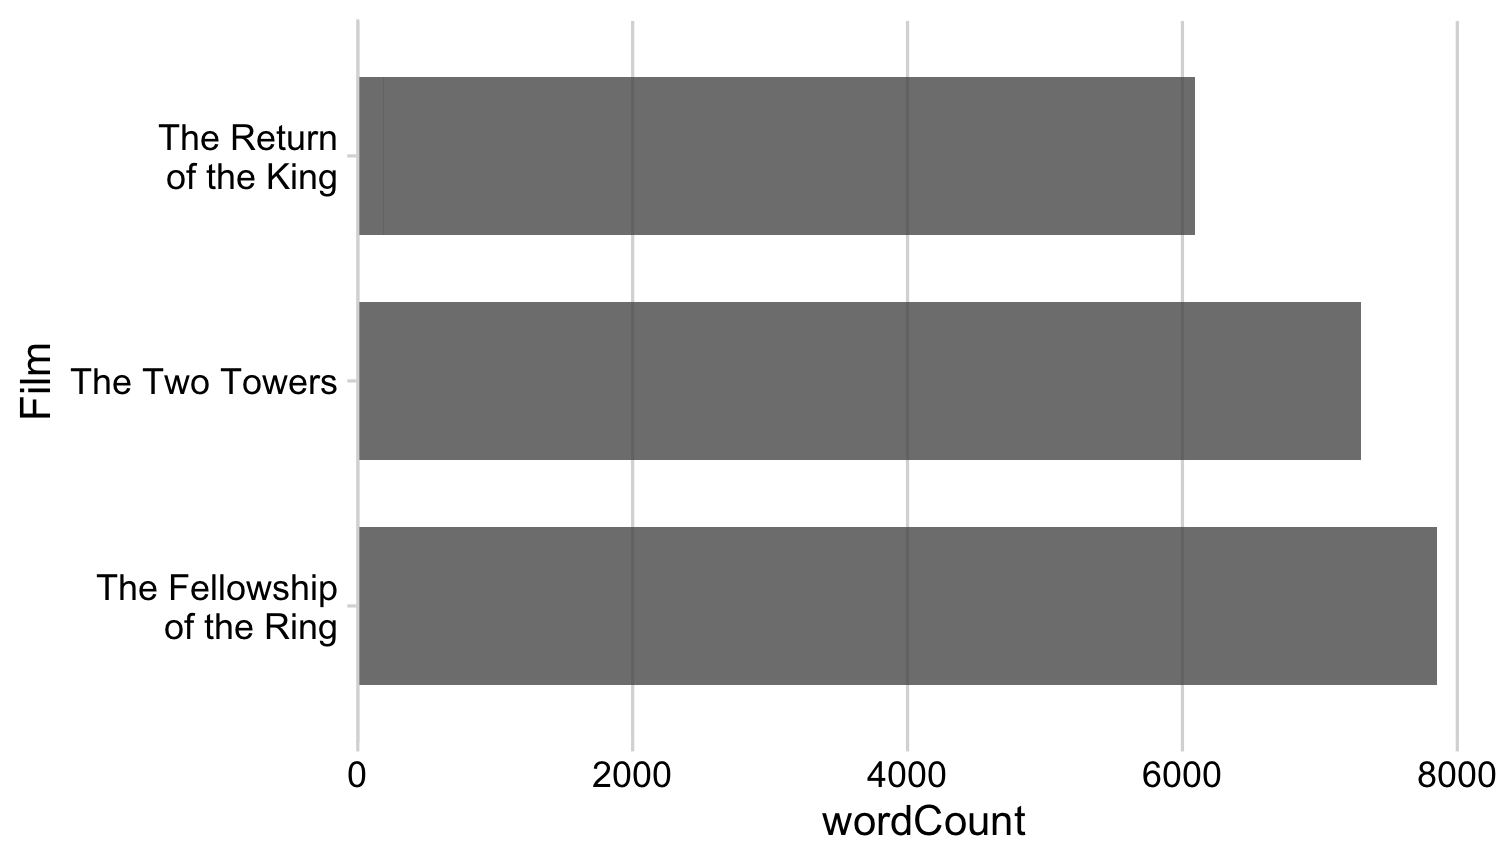 The Return
of the King
The Two Towers
The Fellowship
of the Ring
Film
0 2000 4000 6000 8000
wordCount